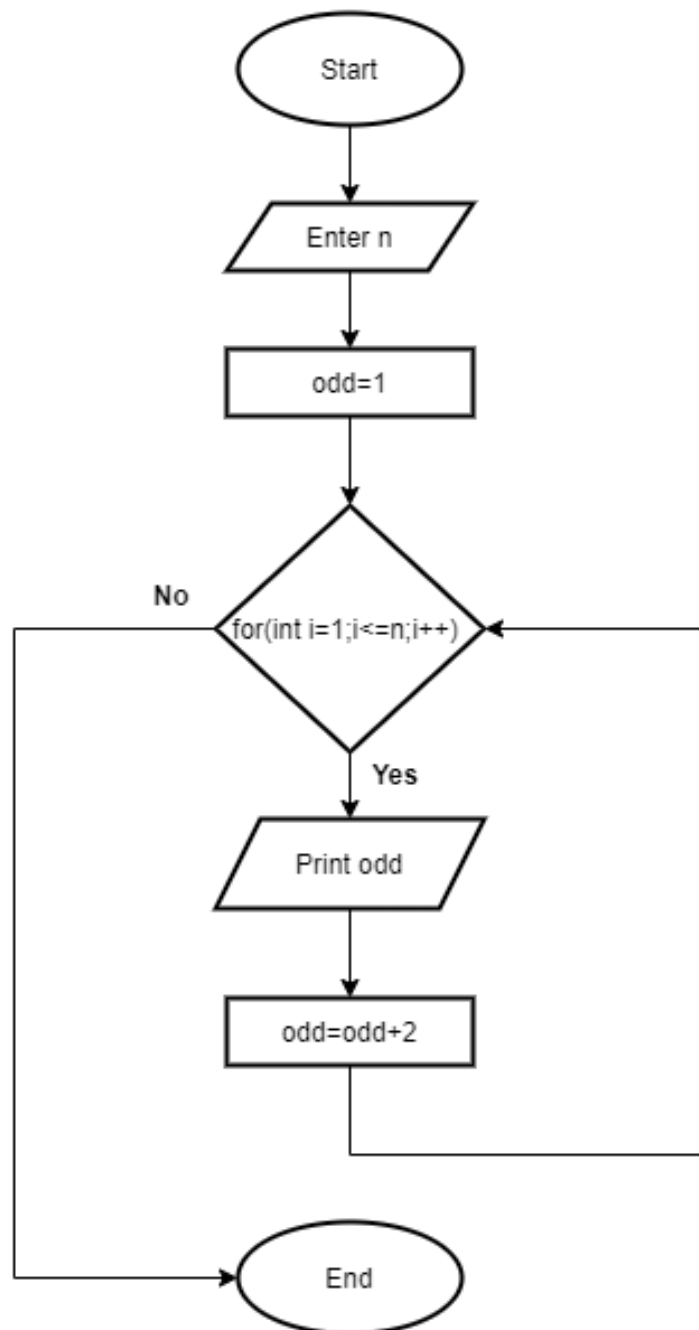 Start
Enter n
odd=1
No
for(int i=1;i<=n;i++)
Yes
Print odd
odd=odd+2
End